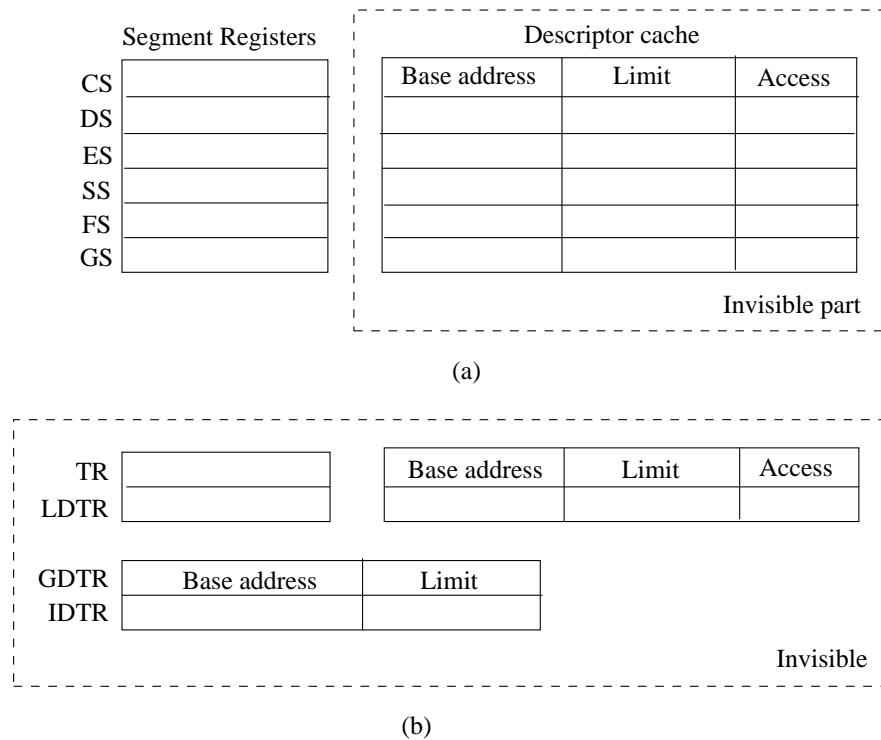 Segment Registers
Descriptor cache
CS
Base address Limit Access
DS
ES
SS
FS
GS
Invisible part
(a)
TR
Base address Limit Access
LDTR
GDTR
Base address Limit
IDTR
Invisible
(b)